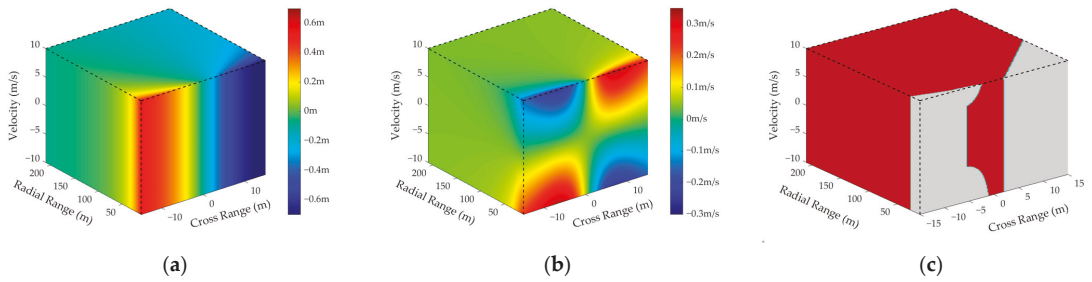 10
5
0
−5
−10
Velocity (m/s)
200
150
100
50
Radial Range (m)
−10
0
10
Cross Range (m)
0.6m
0.4m
0.2m
0m
−0.2m
−0.4m
−0.6m
(a)
10
5
0
−5
−10
Velocity (m/s)
200
150
100
50
Radial Range (m)
−10
0
10
Cross Range (m)
0.3m/s
0.2m/s
0.1m/s
0m/s
−0.1m/s
−0.2m/s
−0.3m/s
(b)
10
5
0
−5
−10
Velocity (m/s)
200
150
100
50
Radial Range (m)
−15
−10
−5
0
5
10
15
Cross Range (m)
(c)